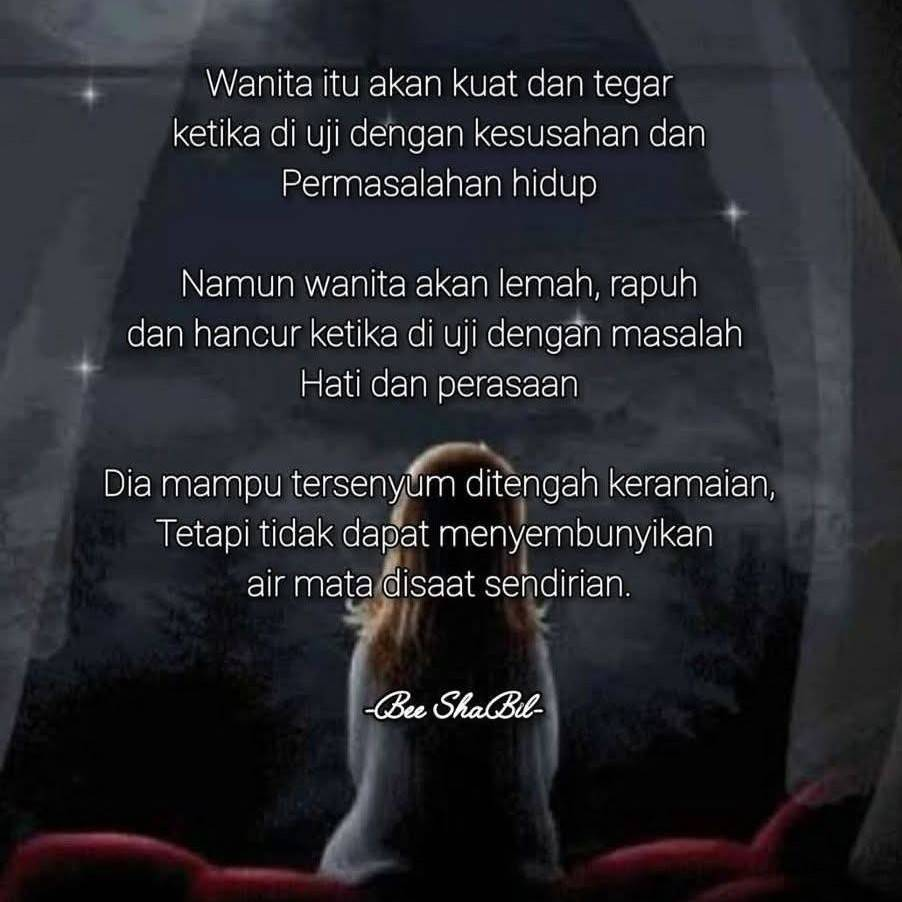 Wanita itu akan kuat dan tegar
ketika di uji dengan kesusahan dan
Permasalahan hidup
Namun wanita akan lemah, rapuh
dan hancur ketika di uji dengan masalah
Hati dan perasaan
Dia mampu tersenyum ditengah keramaian,
Tetapi tidak dapat menyembunyikan
air mata disaat sendirian.
-Bee ShaBil-